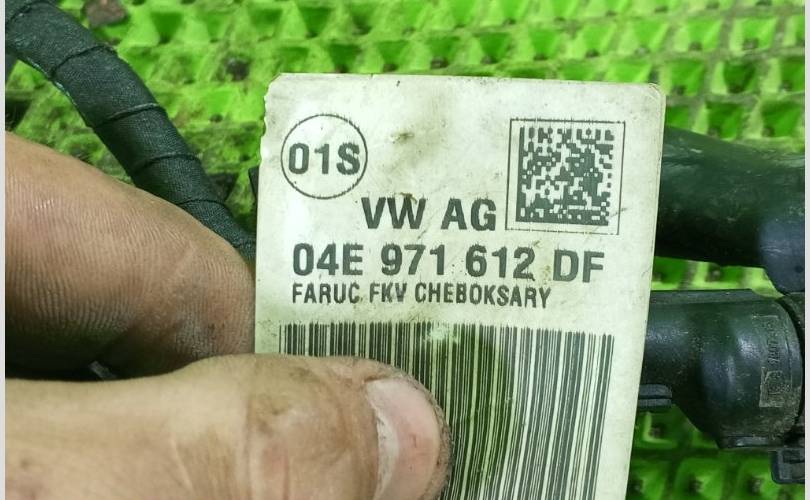 01S
VW AG
04E 971 612 DF
FARUC FKV CHEBOKSARY